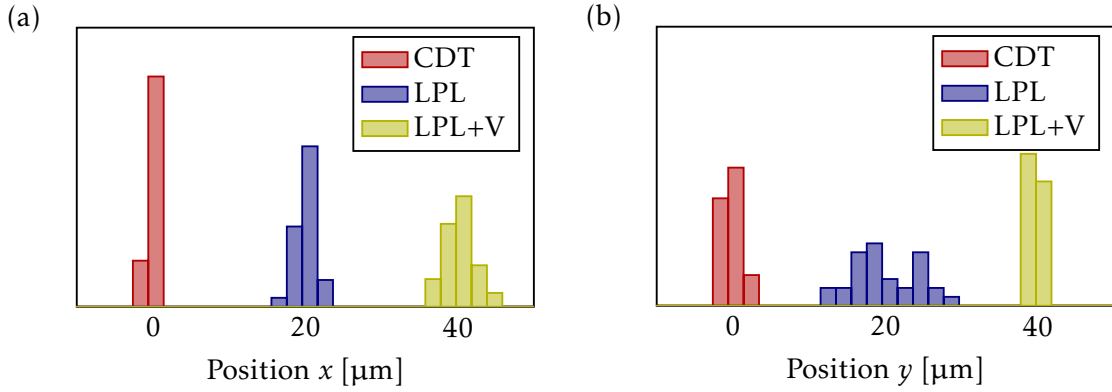 (a)
CDT
LPL
LPL+V
0 20 40
Position x [µm]
(b)
CDT
LPL
LPL+V
0 20 40
Position y [µm]